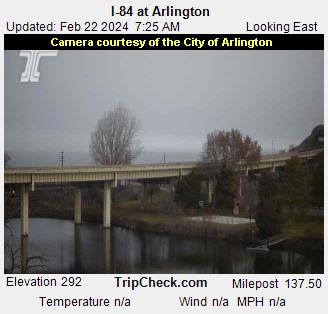 I-84 at Arlington
Updated: Feb 22 2024 7:25 AM Looking East
Camera courtesy of the City of Arlington
Elevation 292 TripCheck.com Milepost 137.50
Temperature n/a Wind n/a MPH n/a